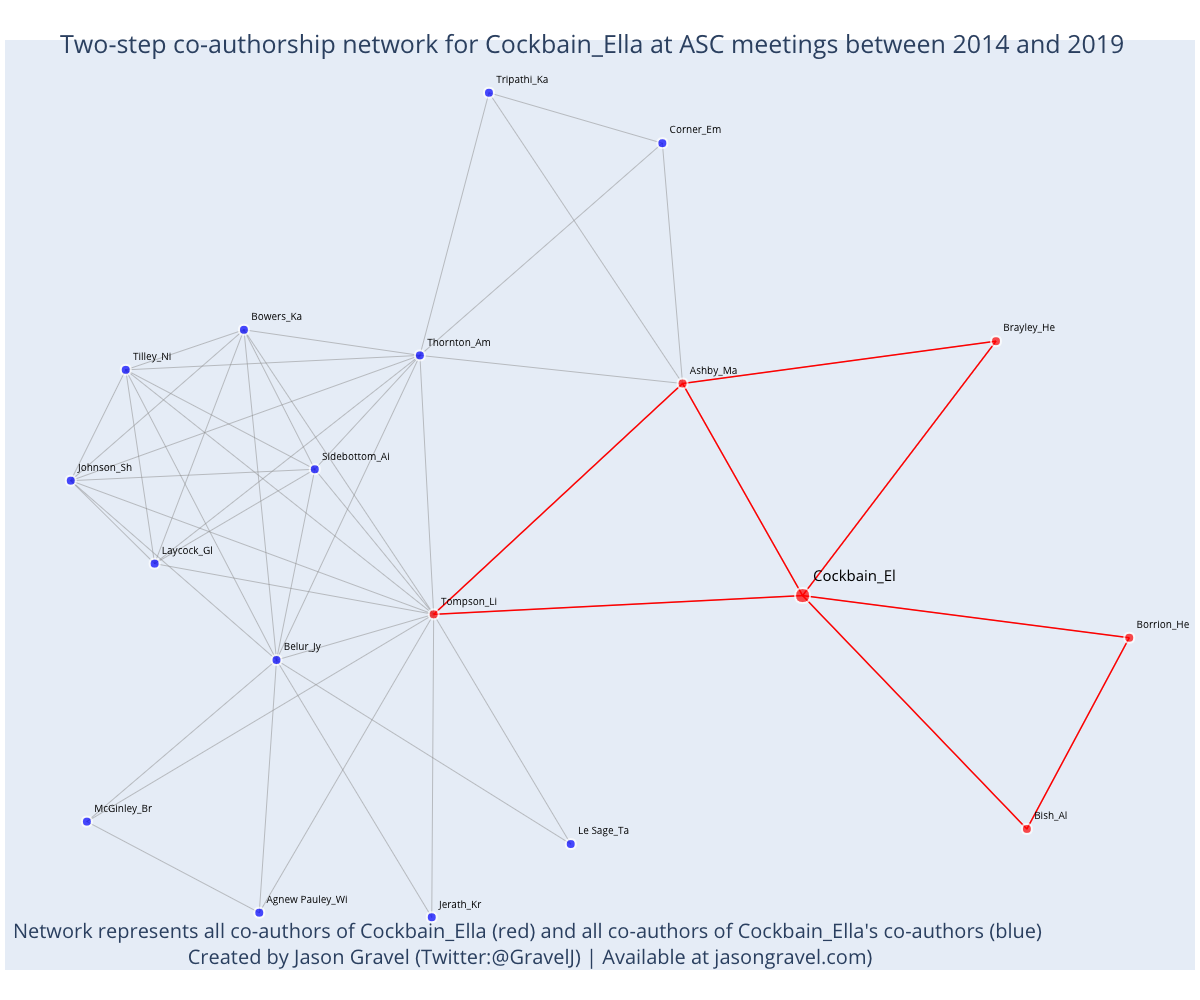 Two-step co-authorship network for Cockbain_Ella at ASC meetings between 2014 and 2019
Tripathi_Ka
Corner_Em
Bowers_Ka
Brayley_He
Thornton_Am
Tilley_Ni
Ashby_Ma
Sidebottom_Ai
Johnson_Sh
Laycock_Gl
Cockbain_El
Tompson_Li
Borrion_He
Belur_Jy
McGinley_Br
Bish_Al
Le Sage_Ta
Agnew Pauley_Wi
Jerath_Kr
Network represents all co-authors of Cockbain_Ella (red) and all co-authors of Cockbain_Ella's co-authors (blue)
Created by Jason Gravel (Twitter:@GravelJ) | Available at jasongravel.com)